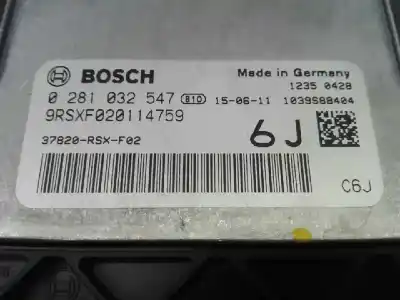 BOSCH
Made in Germany
1235 0428
0 281 032 547 B1D 15-06-11 1039S88404
9RSXF020114759
37820-RSX-F02
6J
C6J